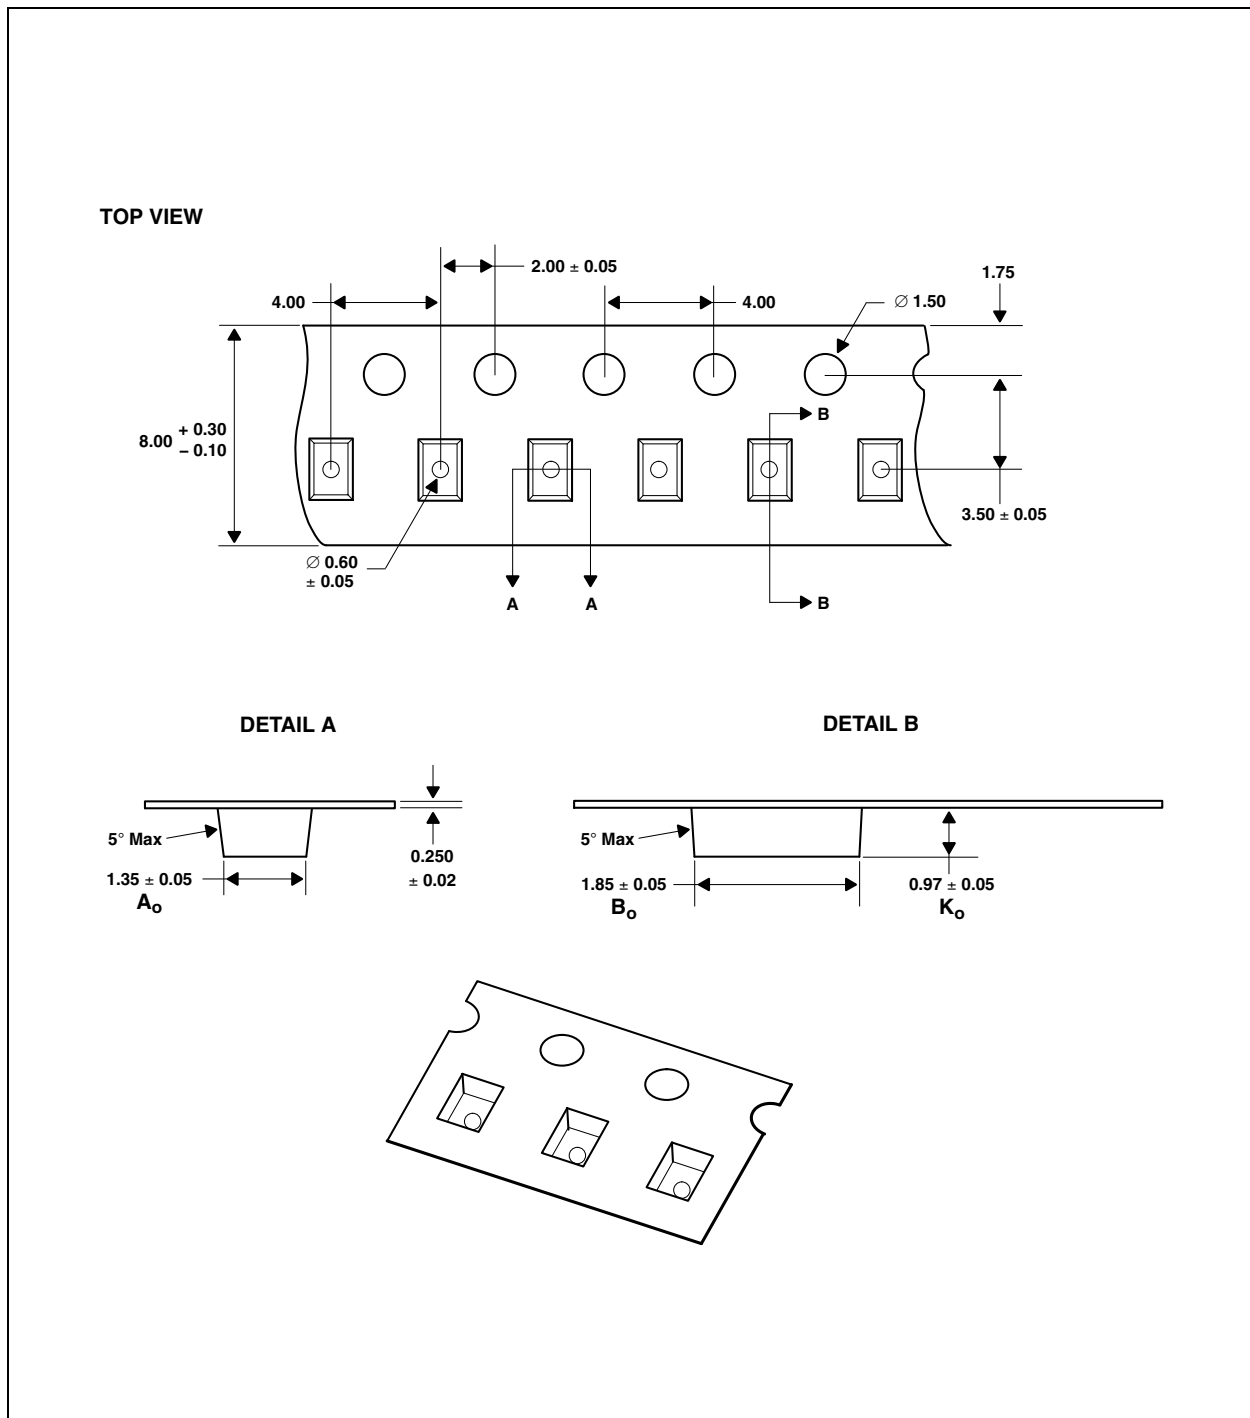 TOP VIEW
2.00 ± 0.05
1.75
4.00
4.00
∅ 1.50
B
8.00 + 0.30
− 0.10
3.50 ± 0.05
∅ 0.60
± 0.05
A
A
B
DETAIL A
DETAIL B
5° Max
5° Max
0.250
± 0.02
1.35 ± 0.05
Ao
1.85 ± 0.05
Bo
0.97 ± 0.05
Ko